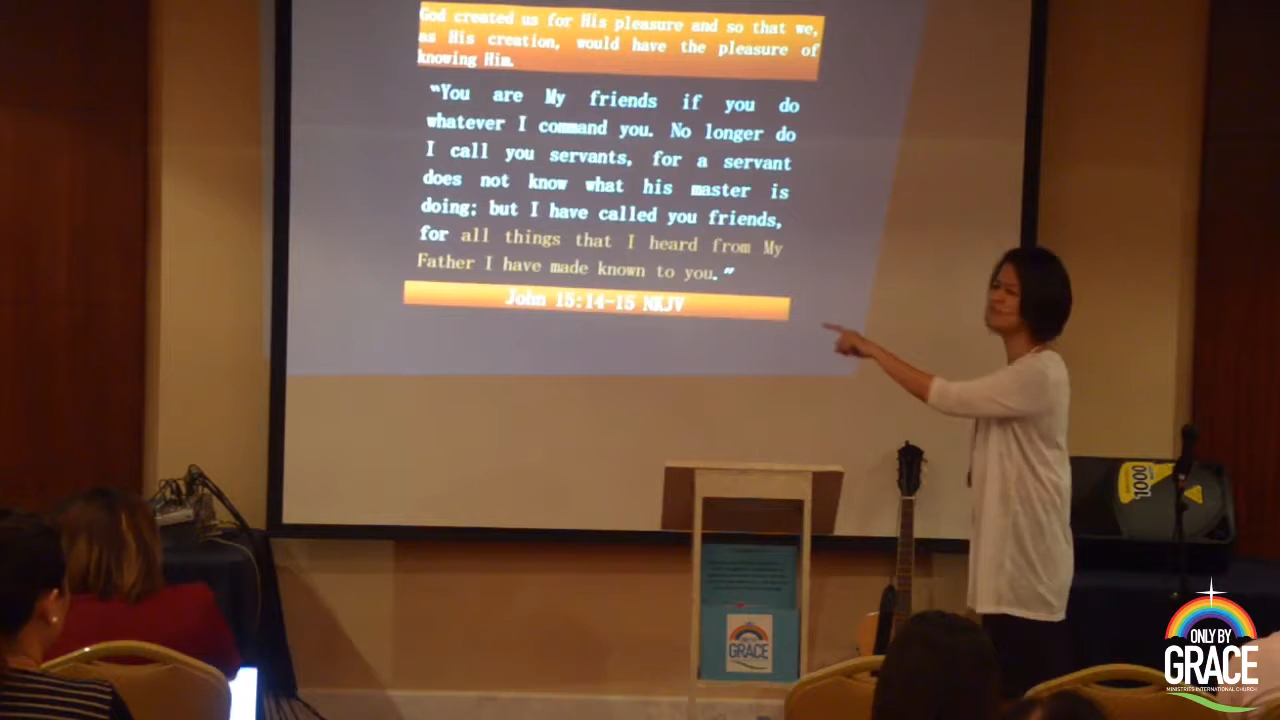 God created us for His pleasure and so that we,
as His creation, would have the pleasure of
knowing Him.
"You are My friends if you do
whatever I command you. No longer do
I call you servants, for a servant
does not know what his master is
doing; but I have called you friends,
for all things that I heard from My
Father I have made known to you."
John 15:14-15 NKJV
1000
ONLY BY
GRACE
ONLY BY
GRACE
MINISTRIES INTERNATIONAL CHURCH